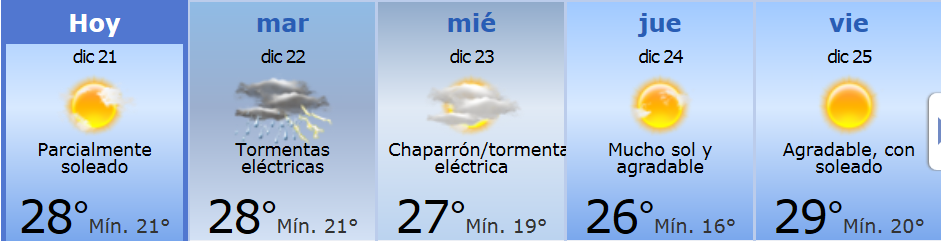 Hoy
dic 21
Parcialmente
soleado
28° Mín. 21°
mar
dic 22
Tormentas
eléctricas
28° Mín. 21°
mié
dic 23
Chaparrón/tormenta
eléctrica
27° Mín. 19°
jue
dic 24
Mucho sol y
agradable
26° Mín. 16°
vie
dic 25
Agradable, con
soleado
29° Mín. 20°